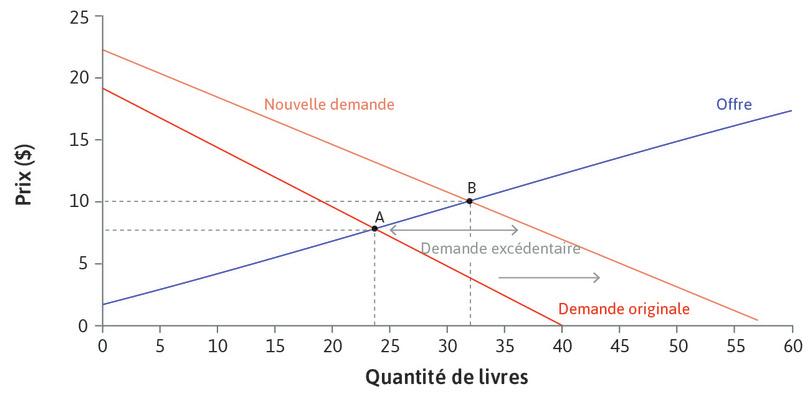 25
20
15
10
5
0
Prix ($)
Nouvelle demande
Offre
B
A
Demande excédentaire
Demande originale
0 5 10 15 20 25 30 35 40 45 50 55 60
Quantité de livres